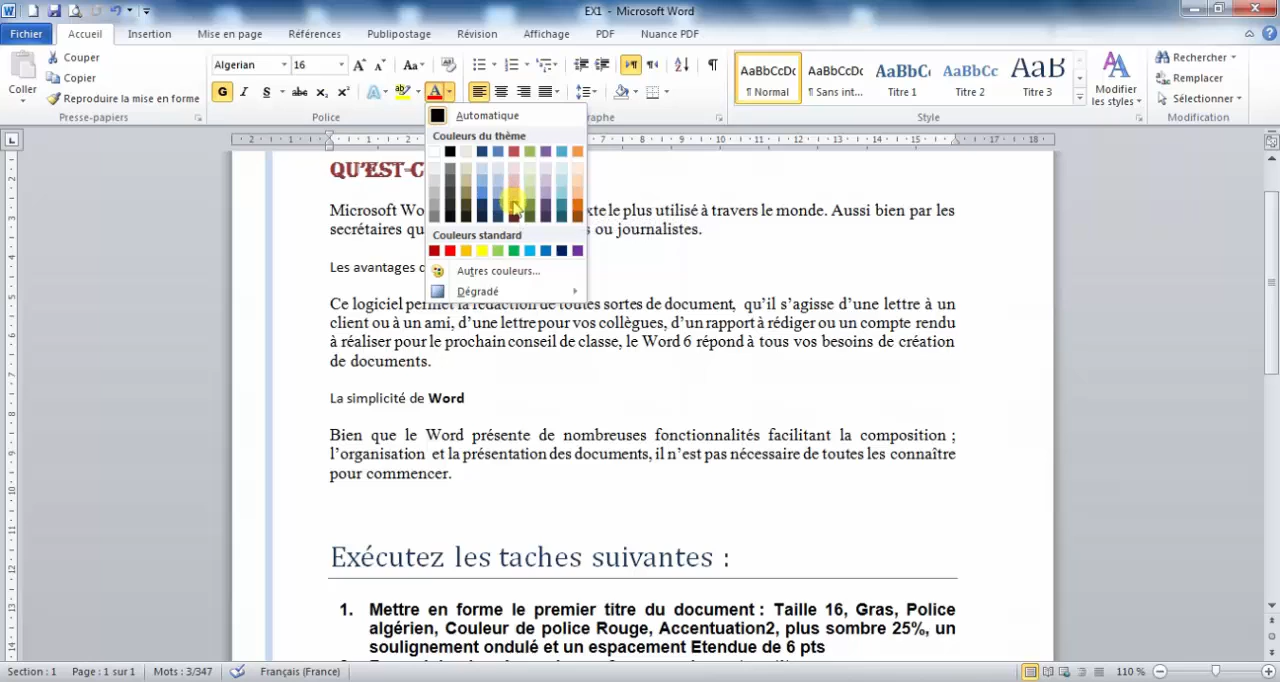 EX1 - Microsoft Word
Fichier Accueil Insertion Mise en page Références Publipostage Révision Affichage PDF Nuance PDF
Coller
Couper
Copier
Reproduire la mise en forme
Presse-papiers
Algerian 16
Police
AaBbCcDc AaBbCcDc AaBbC AaBbCc AaB
¶ Normal ¶ Sans int... Titre 1 Titre 2 Titre 3
Style
Modifier les styles
Rechercher
Remplacer
Sélectionner
Modification
Automatique
Couleurs du thème
Couleurs standard
Autres couleurs...
Dégradé
QU'EST-C
Microsoft Wo xte le plus utilisé à travers le monde. Aussi bien par les
secrétaires qu s ou journalistes.
Les avantages
Ce logiciel permet la rédaction de toutes sortes de document, qu’il s’agisse d’une lettre à un
client ou à un ami, d’une lettre pour vos collègues, d’un rapport à rédiger ou un compte rendu
à réaliser pour le prochain conseil de classe, le Word 6 répond à tous vos besoins de création
de documents.
La simplicité de Word
Bien que le Word présente de nombreuses fonctionnalités facilitant la composition ;
l’organisation et la présentation des documents, il n’est pas nécessaire de toutes les connaître
pour commencer.
Exécutez les taches suivantes :
1. Mettre en forme le premier titre du document : Taille 16, Gras, Police
algérien, Couleur de police Rouge, Accentuation2, plus sombre 25%, un
soulignement ondulé et un espacement Etendue de 6 pts
Section : 1 Page : 1 sur 1 Mots : 3/347 Français (France) 110 %